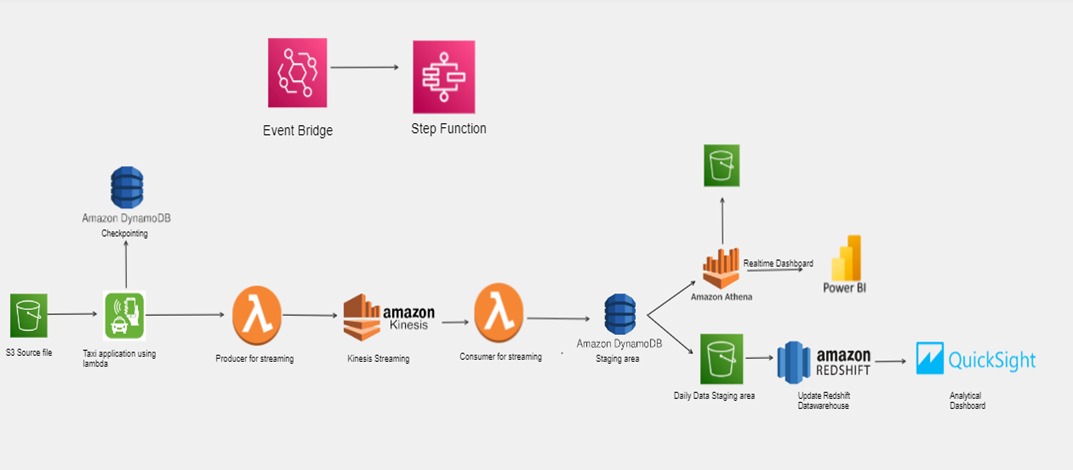 Event Bridge
Step Function
Amazon DynamoDB
Checkpointing
S3 Source file
Taxi application using
lambda
Producer for streaming
amazon
Kinesis
Kinesis Streaming
Consumer for streaming
Amazon DynamoDB
Staging area
Amazon Athena
Realtime Dashboard
Power BI
Daily Data Staging area
amazon
REDSHIFT
Update Redshift
Datawarehouse
QuickSight
Analytical
Dashboard